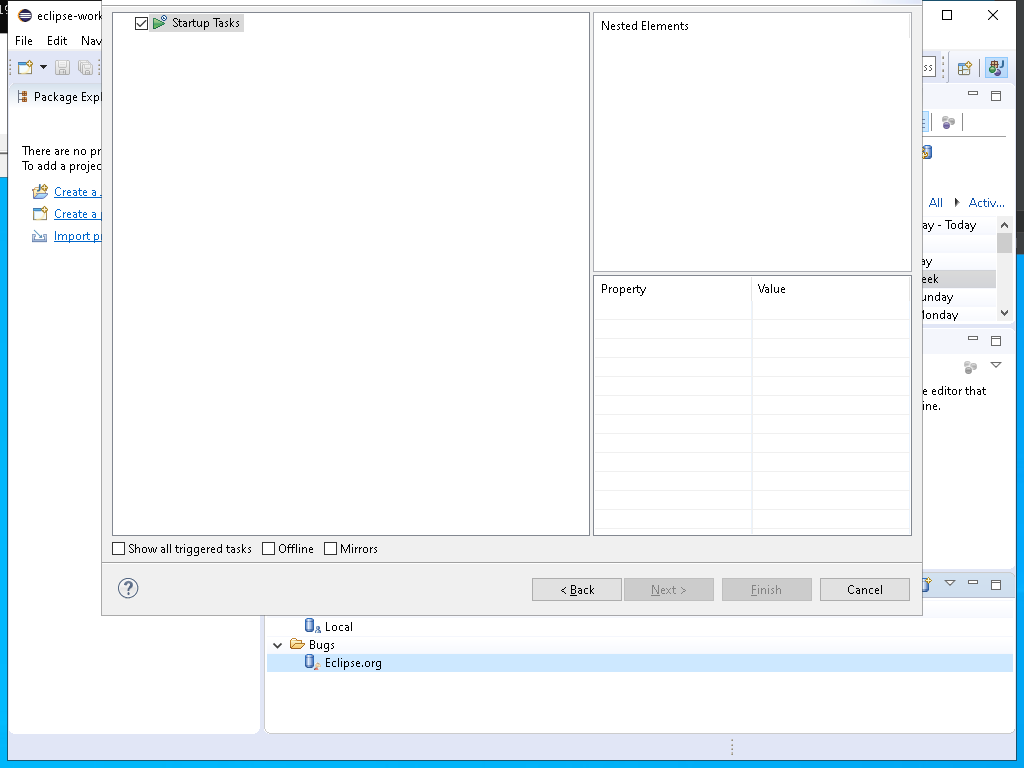 eclipse-work
File Edit Nav
Package Expl
There are no pr
To add a projec
Create a
Create a
Import p
Startup Tasks
Nested Elements
Property Value
Show all triggered tasks Offline Mirrors
< Back Next > Finish Cancel
ss
All Activ...
ay - Today
ay
eek
unday
Monday
e editor that
ine.
Local
Bugs
Eclipse.org